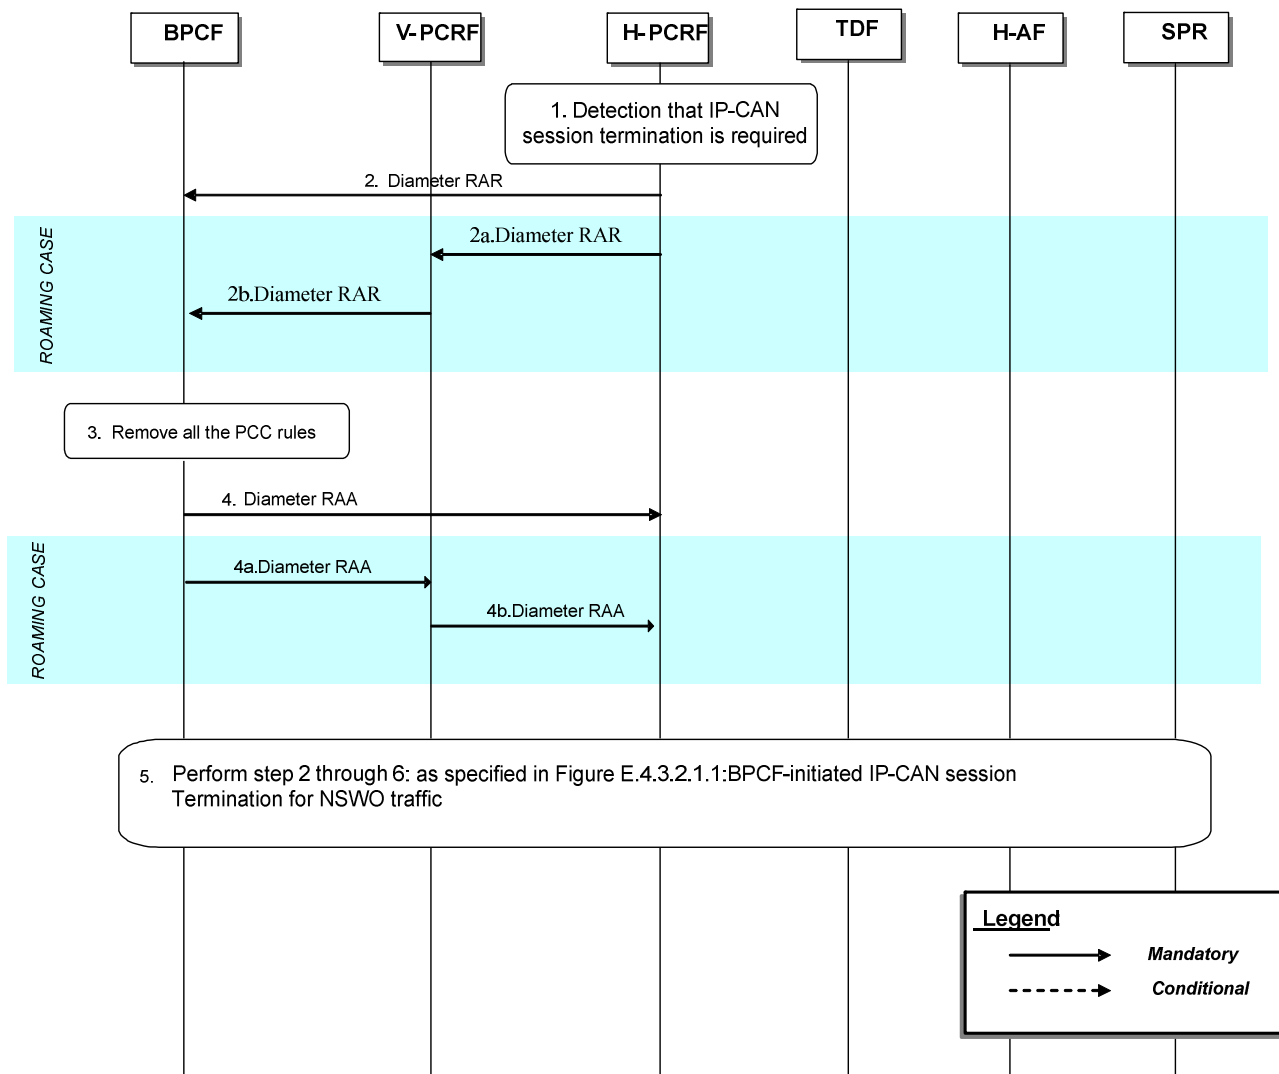 BPCF
V-PCRF
H-PCRF
TDF
H-AF
SPR
1. Detection that IP-CAN
session termination is required
2. Diameter RAR
ROAMING CASE
2a.Diameter RAR
2b.Diameter RAR
3. Remove all the PCC rules
4. Diameter RAA
ROAMING CASE
4a.Diameter RAA
4b.Diameter RAA
5. Perform step 2 through 6: as specified in Figure E.4.3.2.1.1:BPCF-initiated IP-CAN session
Termination for NSWO traffic
Legend
Mandatory
Conditional